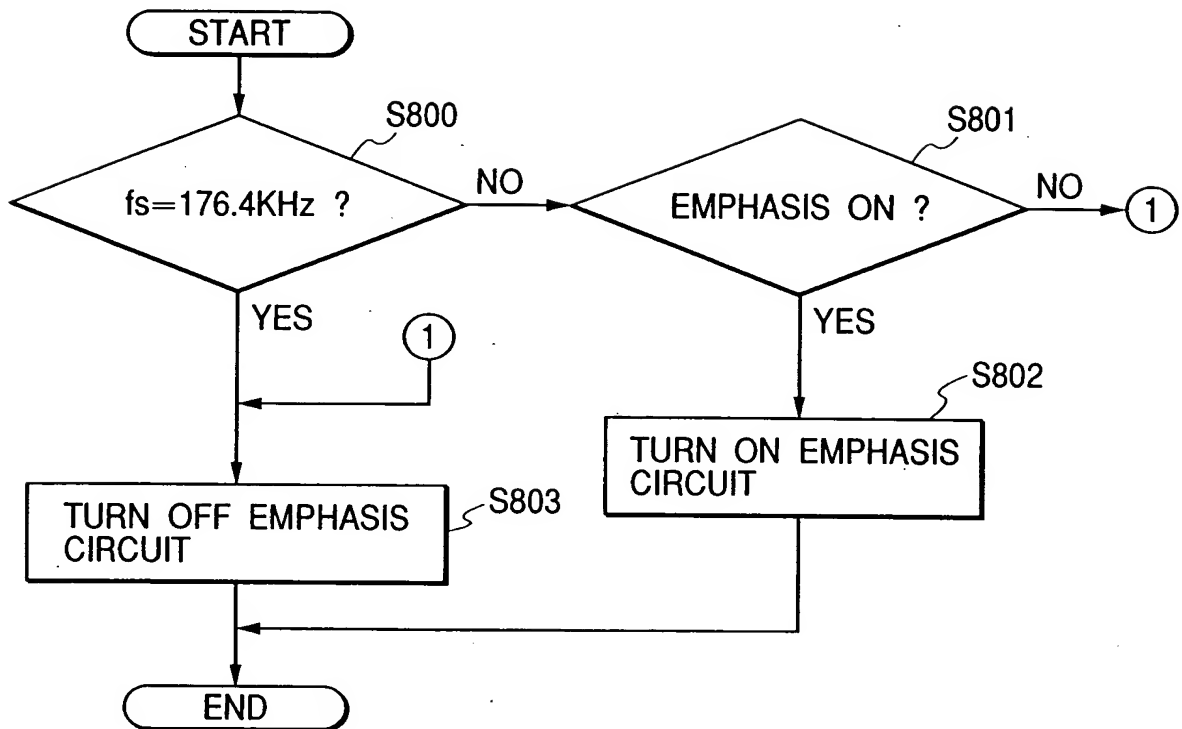 START
S800
fs=176.4KHz ?
NO
YES
S801
EMPHASIS ON ?
NO
1
YES
1
S802
TURN ON EMPHASIS
CIRCUIT
S803
TURN OFF EMPHASIS
CIRCUIT
END